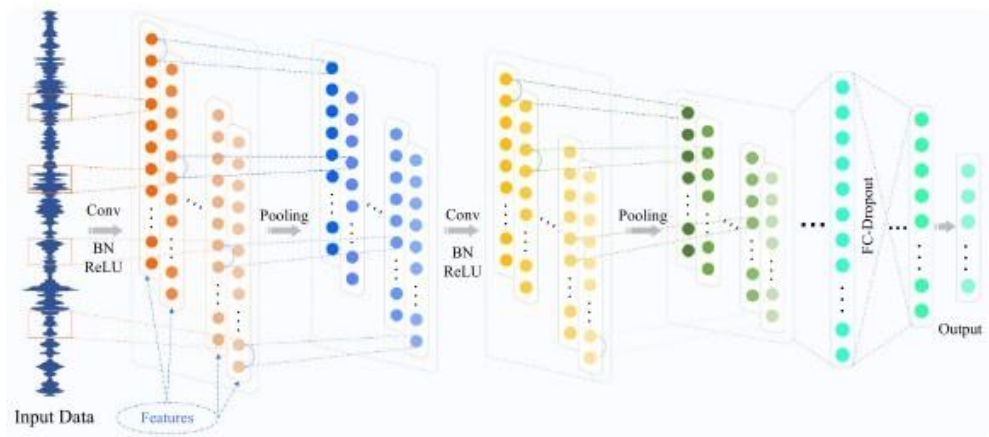 Conv
BN
ReLU
Pooling
Conv
BN
ReLU
Pooling
FC-Dropout
Output
Input Data
Features